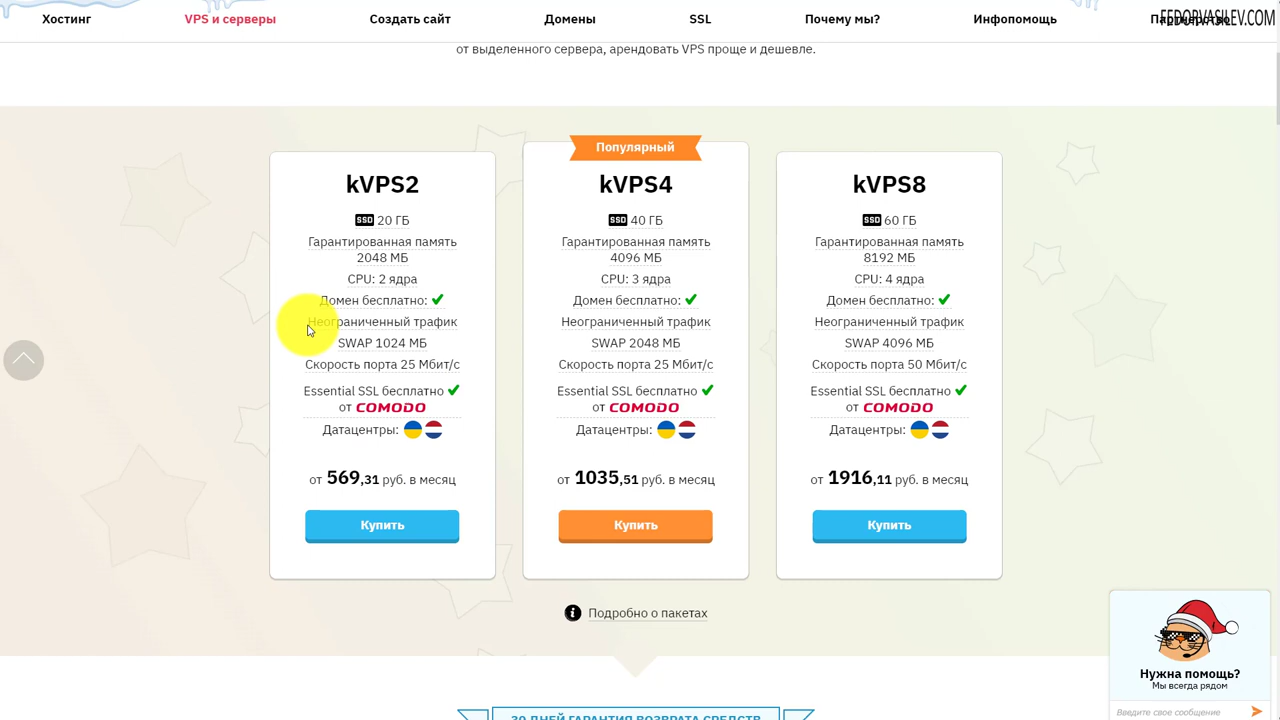 Хостинг VPS и серверы Создать сайт Домены SSL Почему мы? Инфопомощь
FEDORVASILEV.COM
от выделенного сервера, арендовать VPS проще и дешевле.
kVPS2
SSD 20 ГБ
Гарантированная память
2048 МБ
CPU: 2 ядра
Домен бесплатно:
Неограниченный трафик
SWAP 1024 МБ
Скорость порта 25 Мбит/с
Essential SSL бесплатно
от COMODO
Датацентры:
от 569,31 руб. в месяц
Купить
Популярный
kVPS4
SSD 40 ГБ
Гарантированная память
4096 МБ
CPU: 3 ядра
Домен бесплатно:
Неограниченный трафик
SWAP 2048 МБ
Скорость порта 25 Мбит/с
Essential SSL бесплатно
от COMODO
Датацентры:
от 1035,51 руб. в месяц
Купить
kVPS8
SSD 60 ГБ
Гарантированная память
8192 МБ
CPU: 4 ядра
Домен бесплатно:
Неограниченный трафик
SWAP 4096 МБ
Скорость порта 50 Мбит/с
Essential SSL бесплатно
от COMODO
Датацентры:
от 1916,11 руб. в месяц
Купить
Подробно о пакетах
30 ДНЕЙ ГАРАНТИЯ ВОЗВРАТА СРЕДСТВ
Нужна помощь?
Мы всегда рядом
Введите свое сообщение